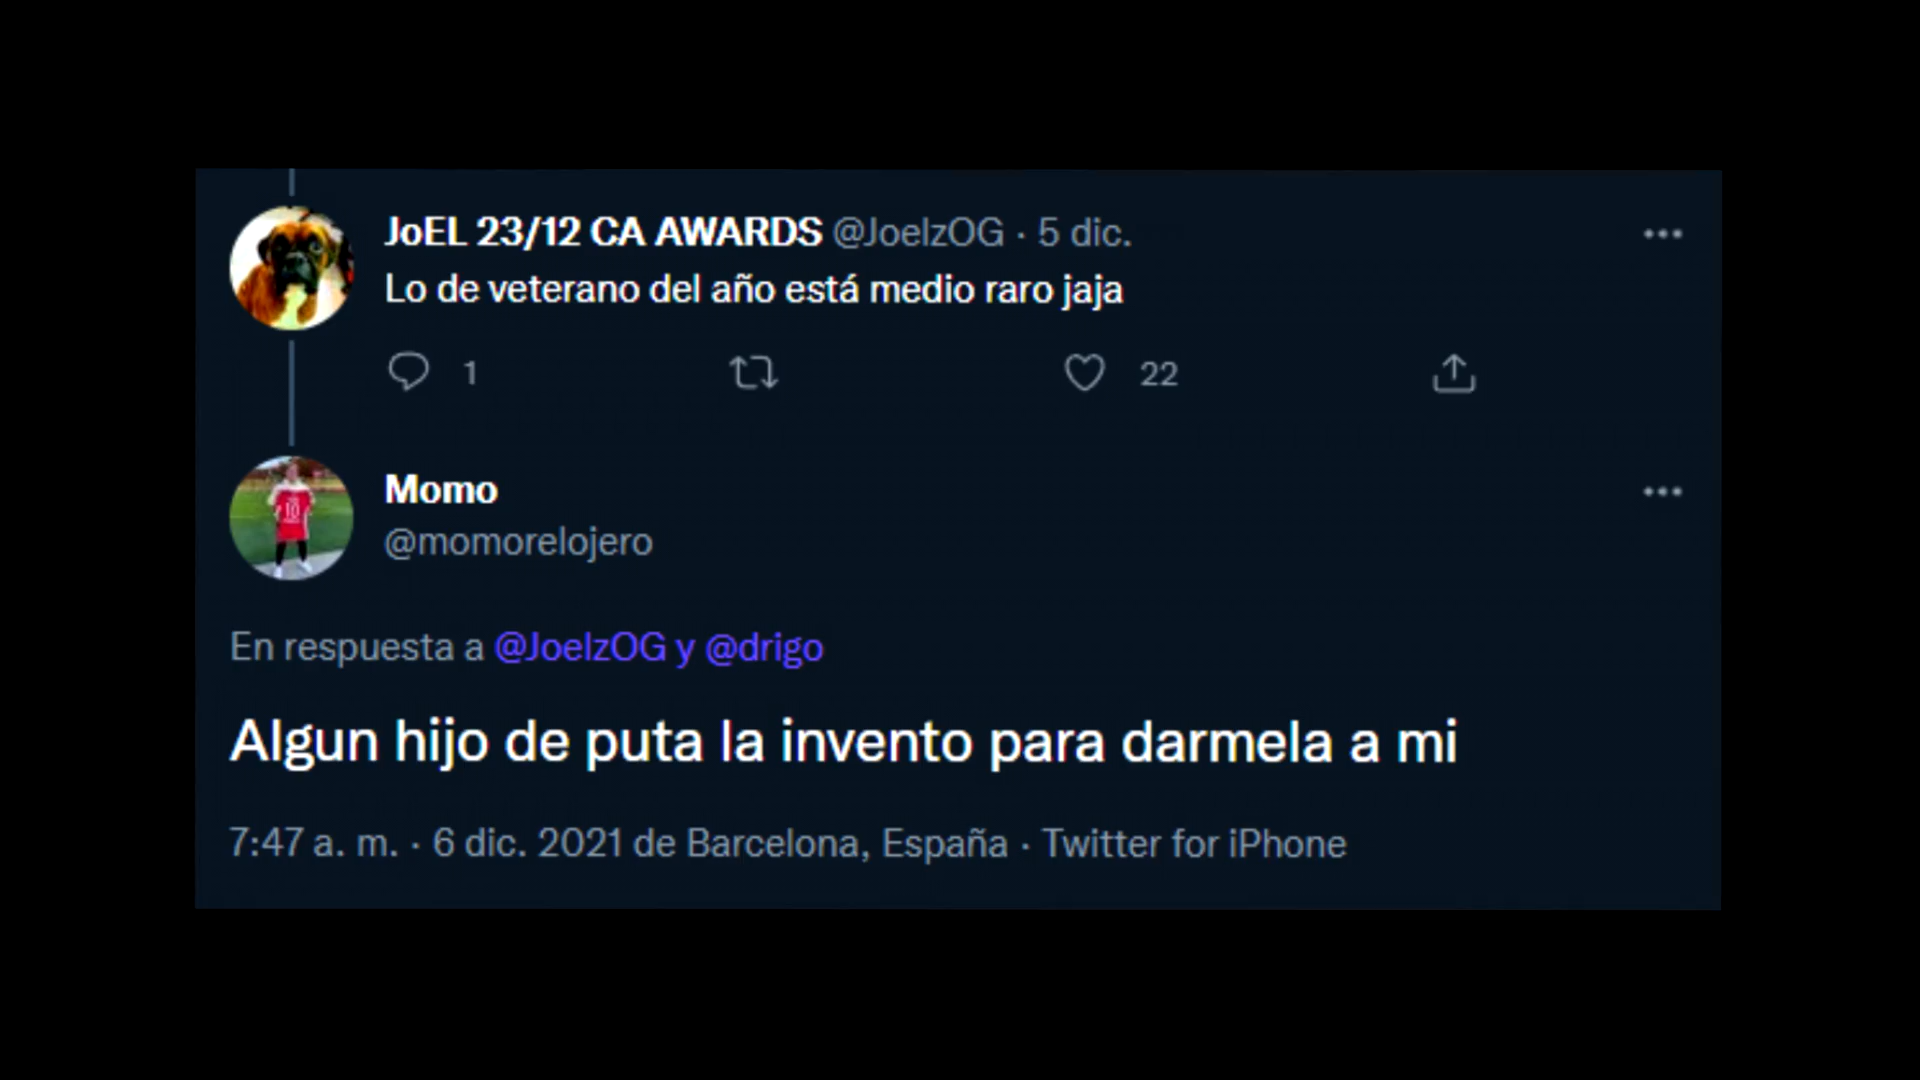 JoEL 23/12 CA AWARDS @JoelzOG · 5 dic.
Lo de veterano del año está medio raro jaja
1 22
Momo
@momorelojero
En respuesta a @JoelzOG y @drigo
Algun hijo de puta la invento para darmela a mi
7:47 a. m. · 6 dic. 2021 de Barcelona, España · Twitter for iPhone